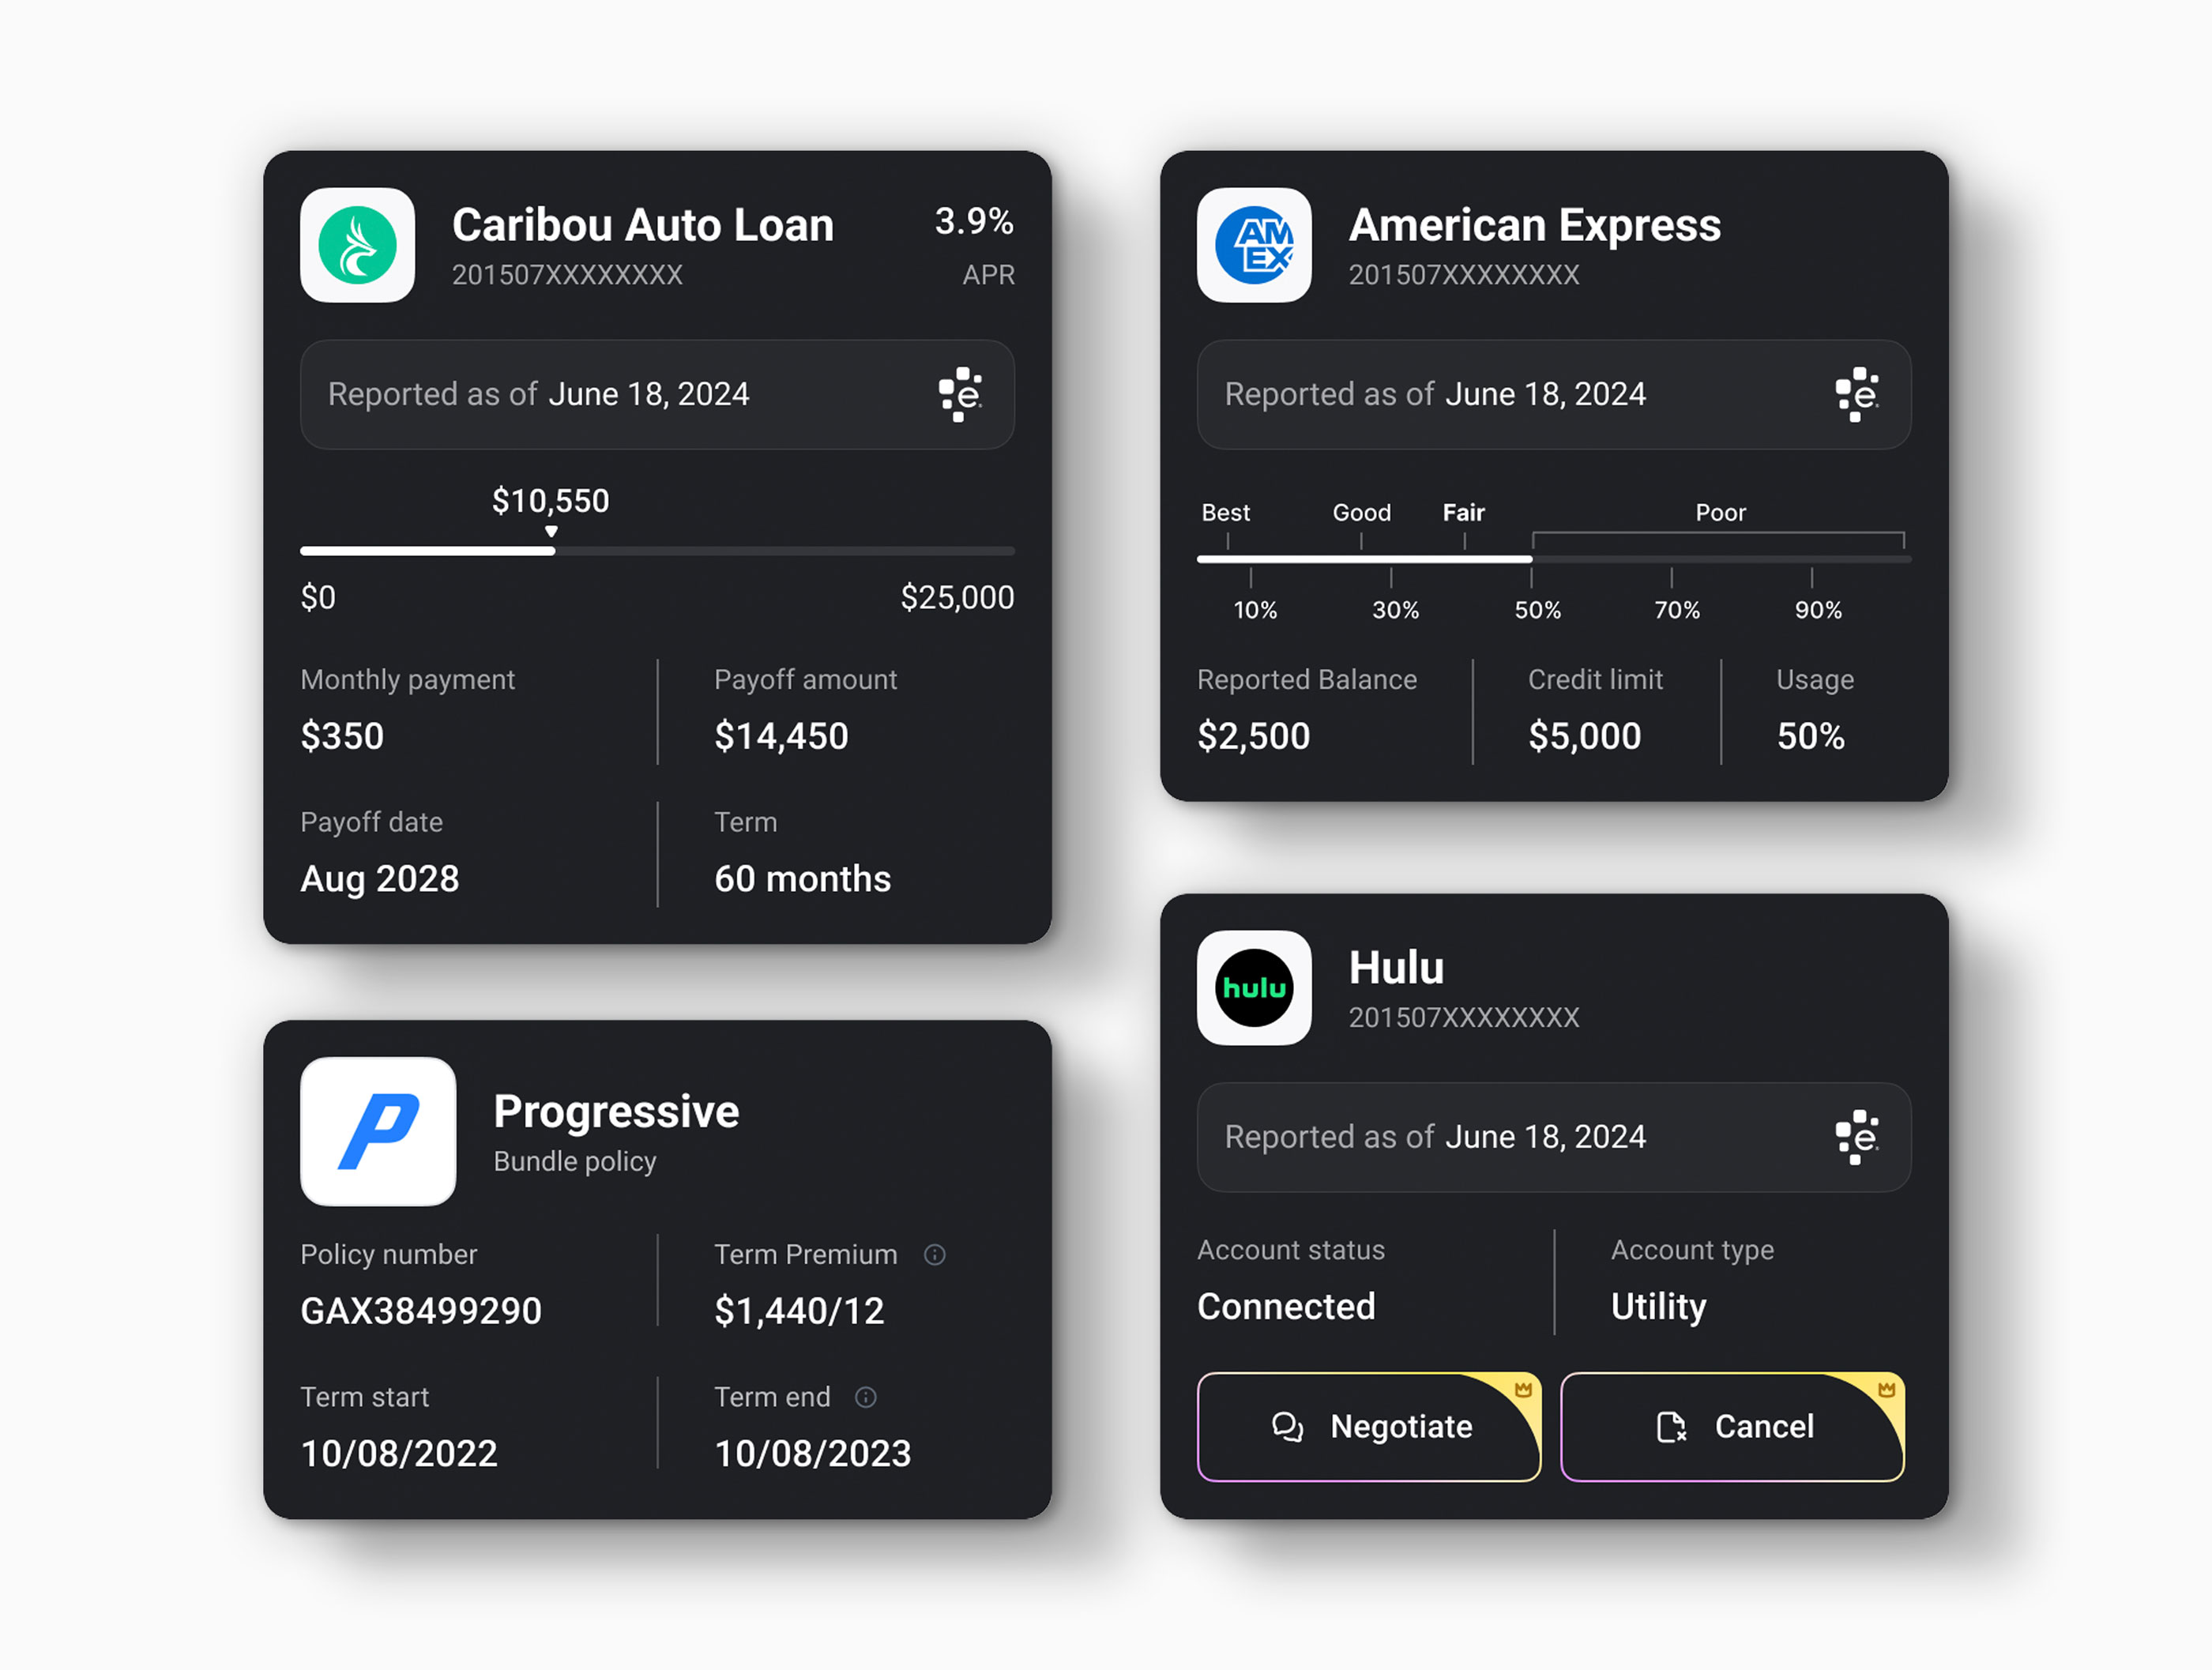 Caribou Auto Loan
201507XXXXXXXX
3.9%
APR
Reported as of June 18, 2024
e.
$10,550
$0
$25,000
Monthly payment
$350
Payoff amount
$14,450
Payoff date
Aug 2028
Term
60 months
Progressive
Bundle policy
Policy number
GAX38499290
Term Premium
$1,440/12
Term start
10/08/2022
Term end
10/08/2023
AM
EX
American Express
201507XXXXXXXX
Reported as of June 18, 2024
e.
Best Good Fair Poor
10% 30% 50% 70% 90%
Reported Balance
$2,500
Credit limit
$5,000
Usage
50%
hulu
Hulu
201507XXXXXXXX
Reported as of June 18, 2024
e.
Account status
Connected
Account type
Utility
Negotiate
Cancel